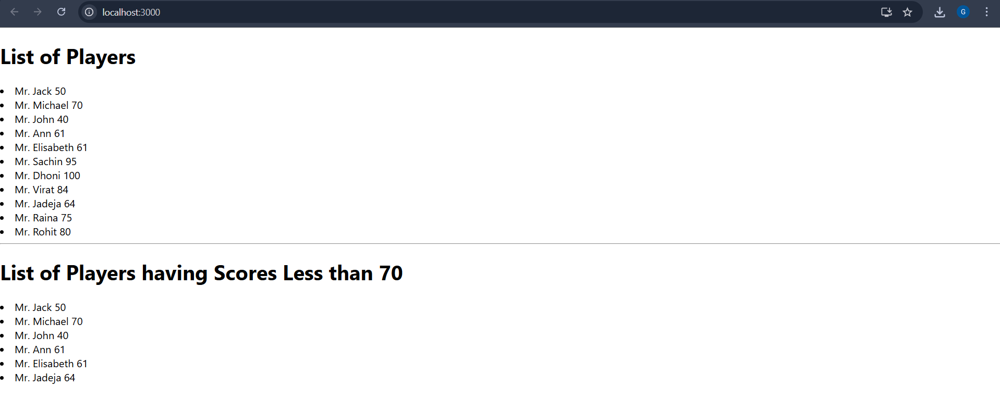 localhost:3000
G
List of Players
Mr. Jack 50
Mr. Michael 70
Mr. John 40
Mr. Ann 61
Mr. Elisabeth 61
Mr. Sachin 95
Mr. Dhoni 100
Mr. Virat 84
Mr. Jadeja 64
Mr. Raina 75
Mr. Rohit 80
List of Players having Scores Less than 70
Mr. Jack 50
Mr. Michael 70
Mr. John 40
Mr. Ann 61
Mr. Elisabeth 61
Mr. Jadeja 64